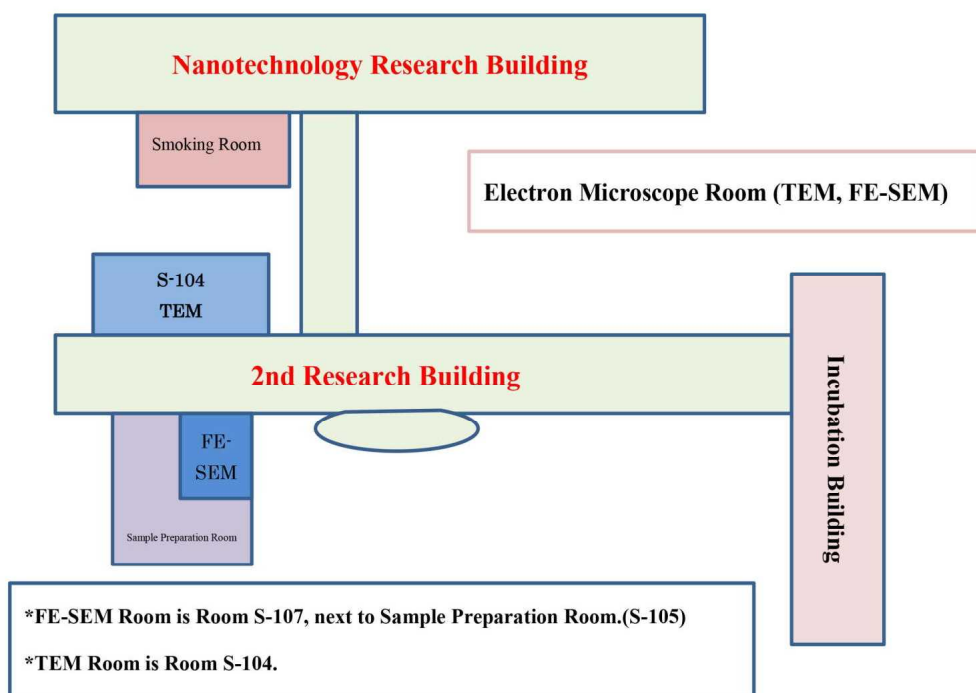 Nanotechnology Research Building
Smoking Room
Electron Microscope Room (TEM, FE-SEM)
S-104
TEM
2nd Research Building
Incubation Building
FE-
SEM
Sample Preparation Room
*FE-SEM Room is Room S-107, next to Sample Preparation Room.(S-105)
*TEM Room is Room S-104.